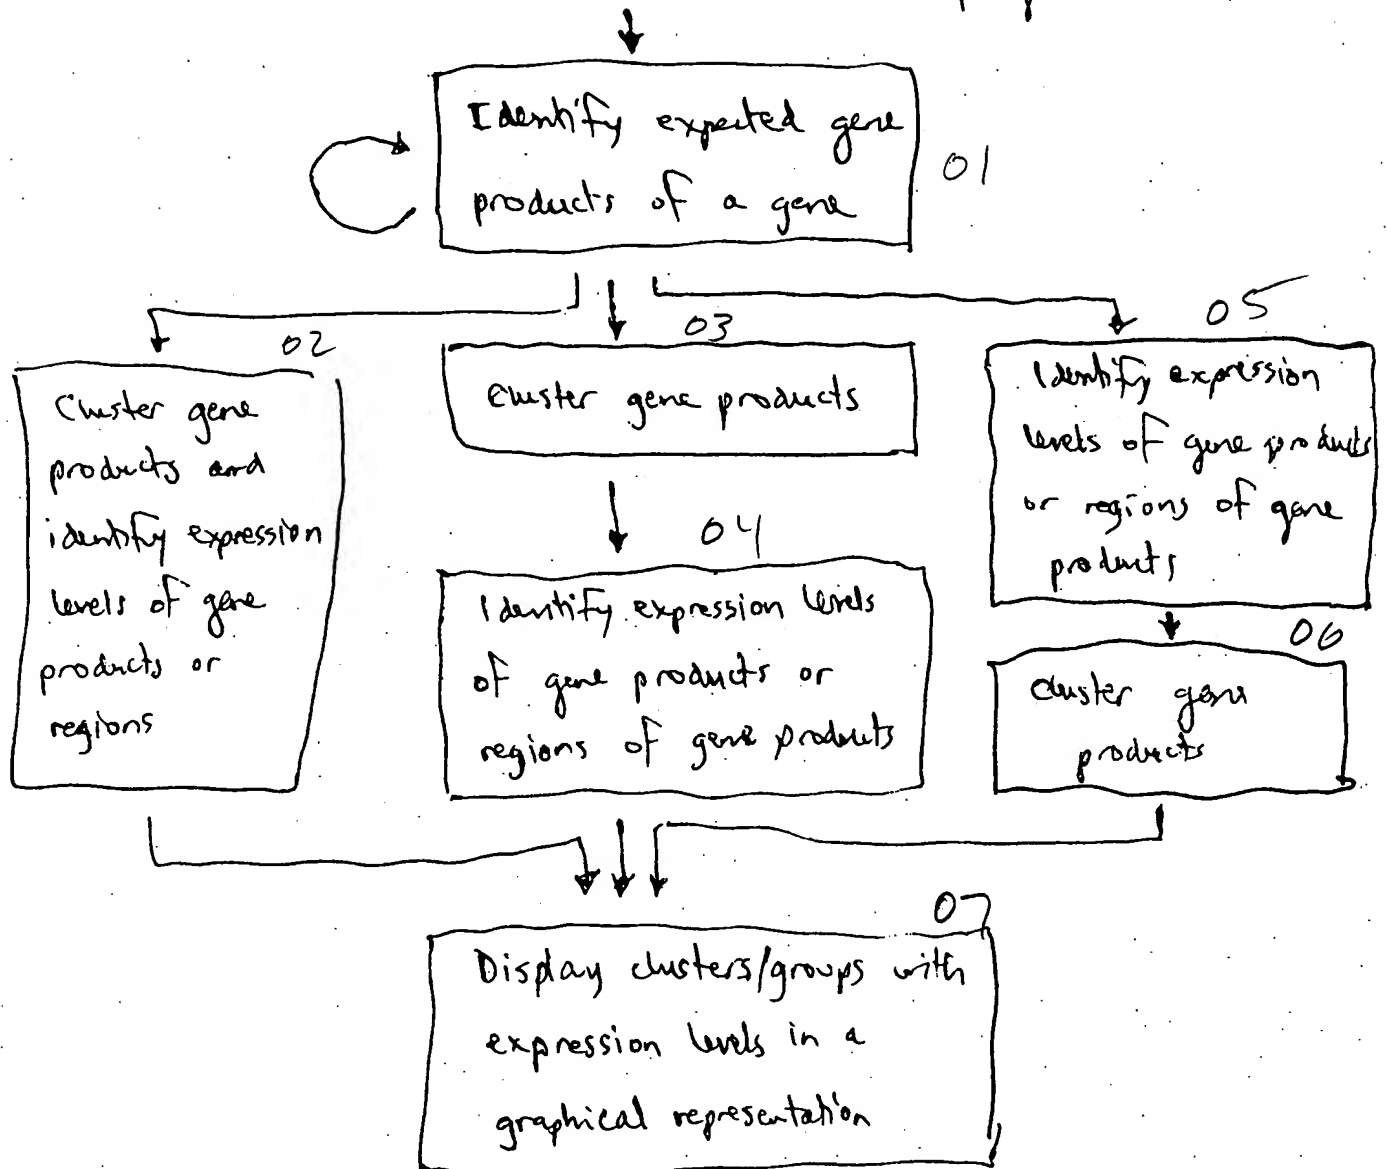 Identify expected gene
products of a gene
01
02
Cluster gene
products and
identify expression
levels of gene
products or
regions
03
Cluster gene products
04
Identify expression levels
of gene products or
regions of gene products
05
Identify expression
levels of gene products
or regions of gene
products
06
Cluster gene
products
07
Display clusters/groups with
expression levels in a
graphical representation